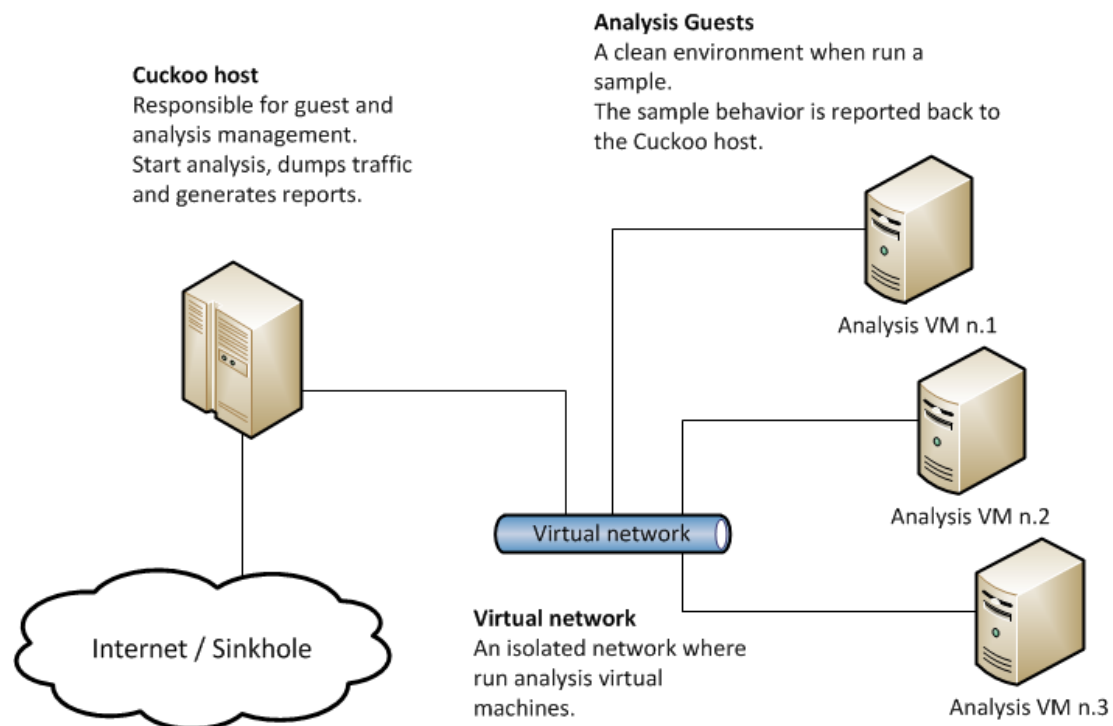 Cuckoo host
Responsible for guest and
analysis management.
Start analysis, dumps traffic
and generates reports.
Analysis Guests
A clean environment when run a
sample.
The sample behavior is reported back to
the Cuckoo host.
Analysis VM n.1
Analysis VM n.2
Virtual network
Analysis VM n.3
Internet / Sinkhole
Virtual network
An isolated network where
run analysis virtual
machines.